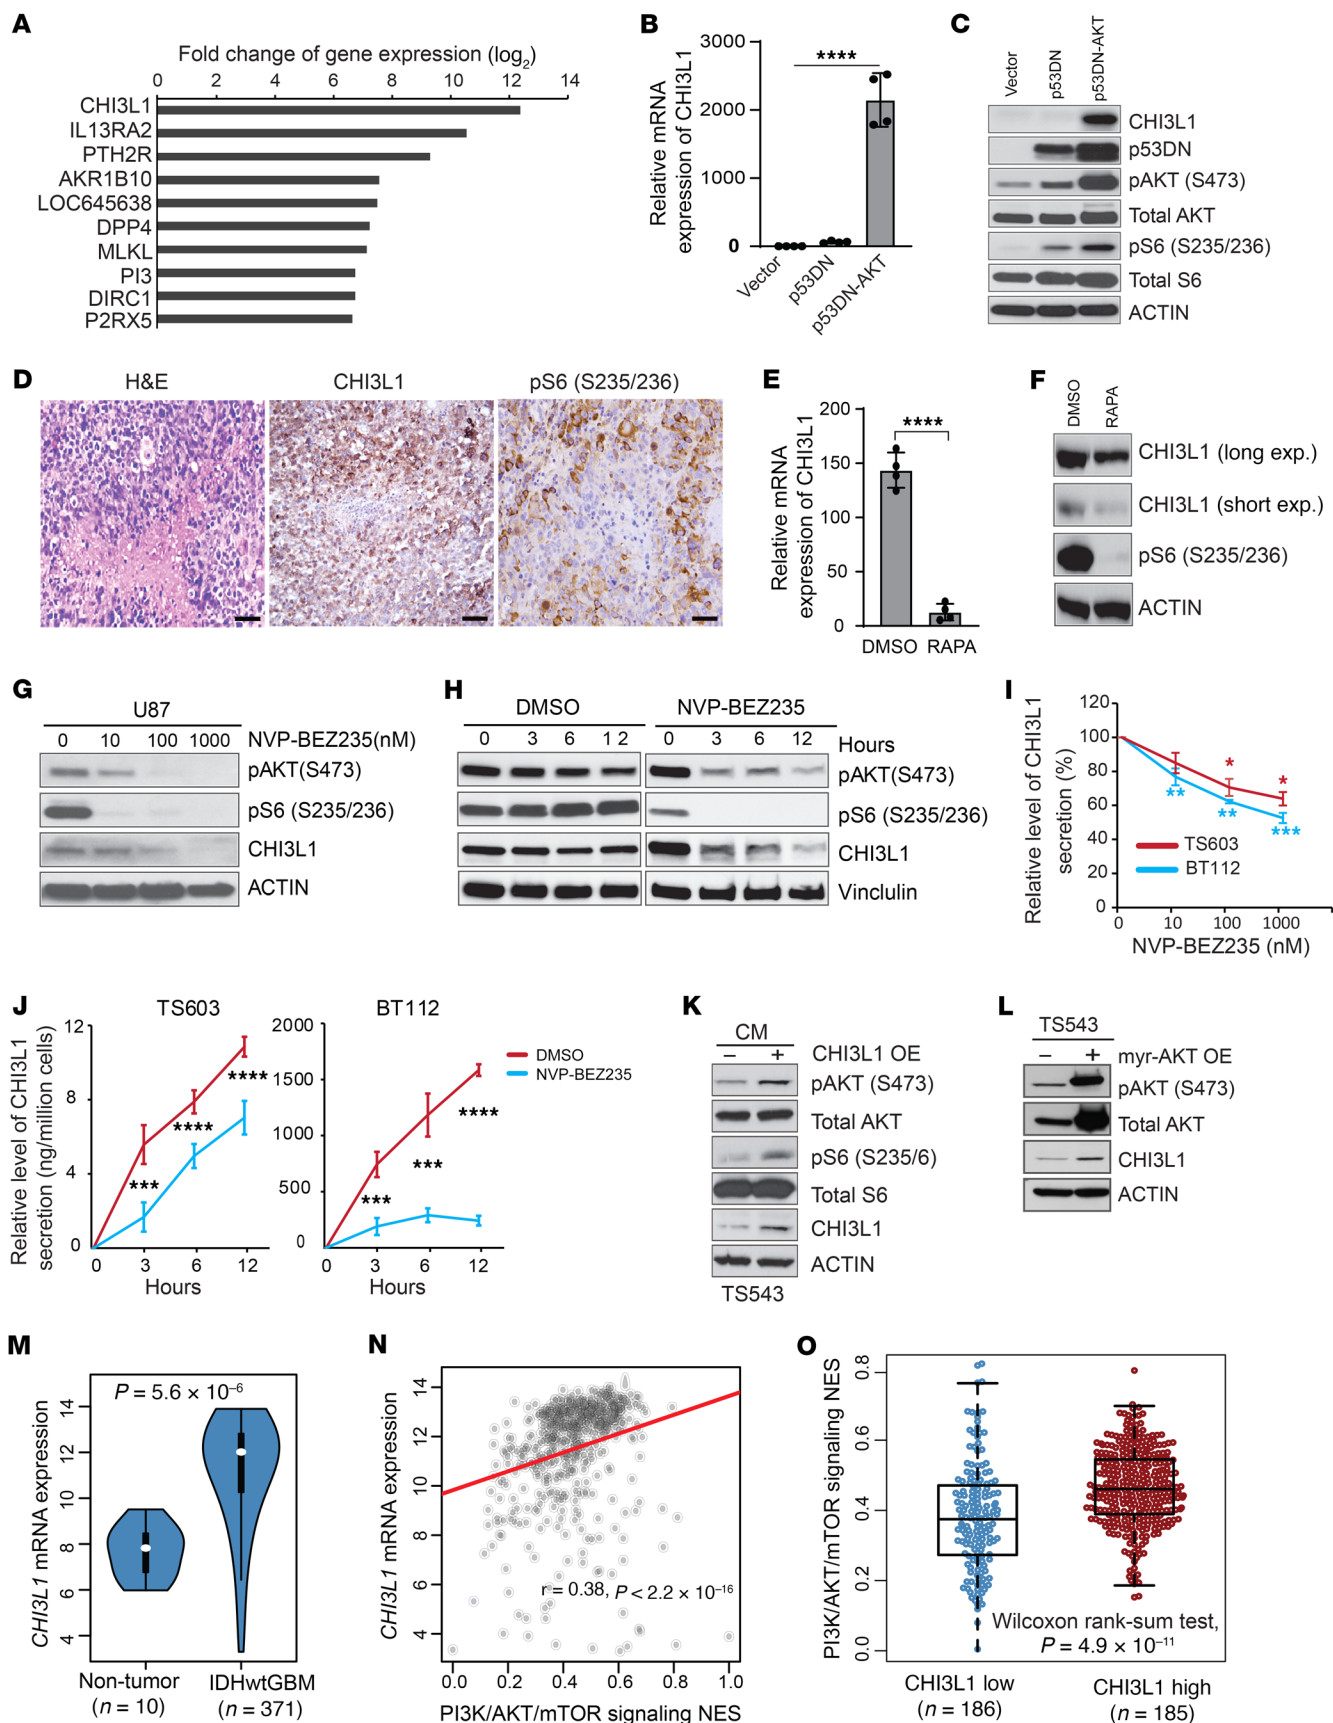 A
Fold change of gene expression (log2)
0 2 4 6 8 10 12 14
CHI3L1
IL13RA2
PTH2R
AKR1B10
LOC645638
DPP4
MLKL
PI3
DIRC1
P2RX5
B
Relative mRNA
expression of CHI3L1
3000
2000
1000
0
****
Vector
p53DN
p53DN-AKT
C
Vector
p53DN
p53DN-AKT
CHI3L1
p53DN
pAKT (S473)
Total AKT
pS6 (S235/236)
Total S6
ACTIN
D
H&E
CHI3L1
pS6 (S235/236)
E
Relative mRNA
expression of CHI3L1
200
150
100
50
0
****
DMSO RAPA
F
DMSO
RAPA
CHI3L1 (long exp.)
CHI3L1 (short exp.)
pS6 (S235/236)
ACTIN
G
U87
0 10 100 1000 NVP-BEZ235(nM)
pAKT(S473)
pS6 (S235/236)
CHI3L1
ACTIN
H
DMSO NVP-BEZ235
0 3 6 1 2 0 3 6 12 Hours
pAKT(S473)
pS6 (S235/236)
CHI3L1
Vinclulin
I
Relative level of CHI3L1
secretion (%)
120
100
80
60
40
20
0
*
*
**
**
***
TS603
BT112
0 10 100 1000
NVP-BEZ235 (nM)
J
Relative level of CHI3L1
secretion (ng/million cells)
TS603
12
8
4
0
***
****
****
0 3 6 12
Hours
BT112
2000
1500
1000
500
0
***
***
****
0 3 6 12
Hours
DMSO
NVP-BEZ235
K
CM
− + CHI3L1 OE
pAKT (S473)
Total AKT
pS6 (S235/6)
Total S6
CHI3L1
ACTIN
TS543
L
TS543
− + myr-AKT OE
pAKT (S473)
Total AKT
CHI3L1
ACTIN
M
CHI3L1 mRNA expression
P = 5.6 × 10–6
14
12
10
8
6
4
Non-tumor
(n = 10)
IDHwtGBM
(n = 371)
N
CHI3L1 mRNA expression
14
12
10
8
6
4
r = 0.38, P < 2.2 × 10–16
0.0 0.2 0.4 0.6 0.8 1.0
PI3K/AKT/mTOR signaling NES
O
PI3K/AKT/mTOR signaling NES
0.8
0.6
0.4
0.2
0.0
Wilcoxon rank-sum test,
P = 4.9 × 10–11
CHI3L1 low
(n = 186)
CHI3L1 high
(n = 185)